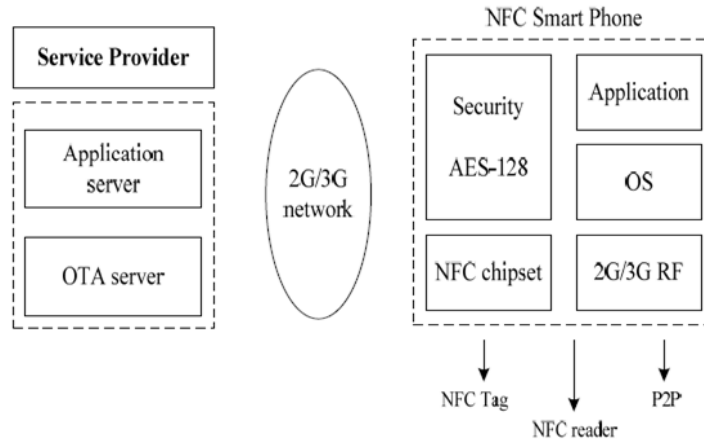 NFC Smart Phone
Service Provider
Application
server
OTA server
2G/3G
network
Security
AES-128
Application
OS
NFC chipset
2G/3G RF
NFC Tag
NFC reader
P2P